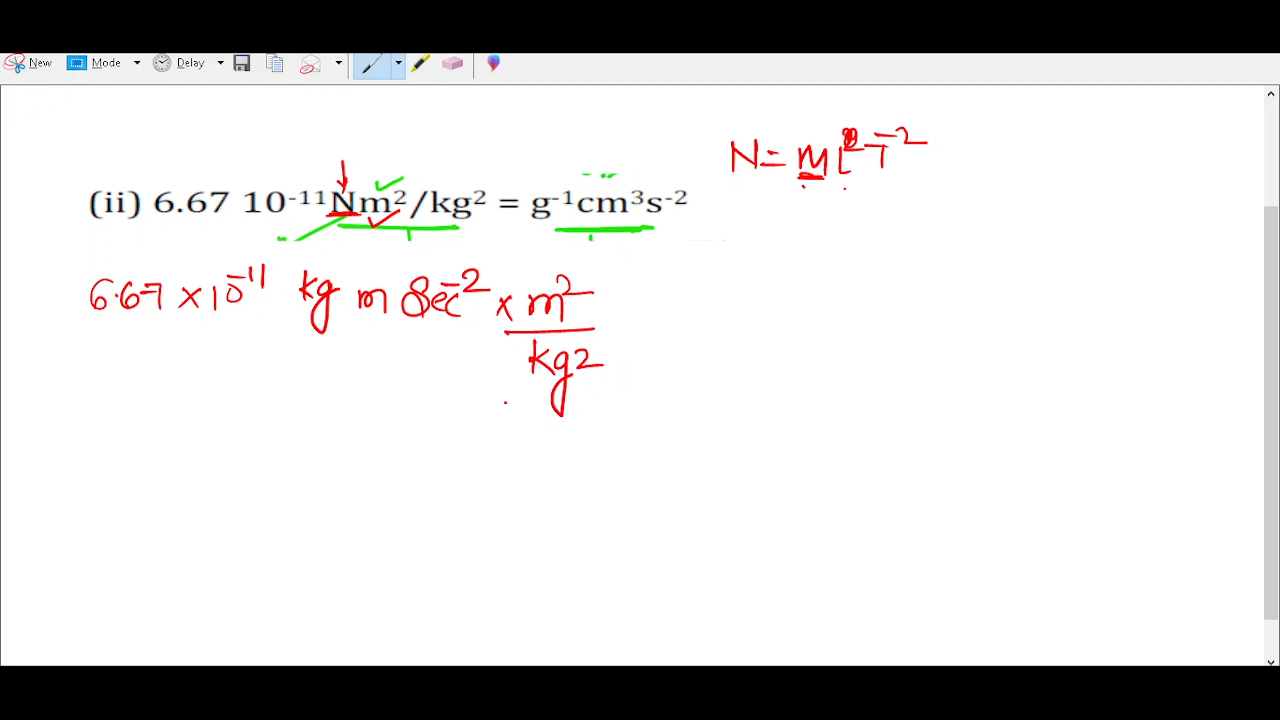 New Mode Delay
N = M L T⁻²
(ii) 6.67 10⁻¹¹Nm²/kg² = g⁻¹cm³s⁻²
6.67 × 10⁻¹¹ kg m Sec⁻² × m²
kg2